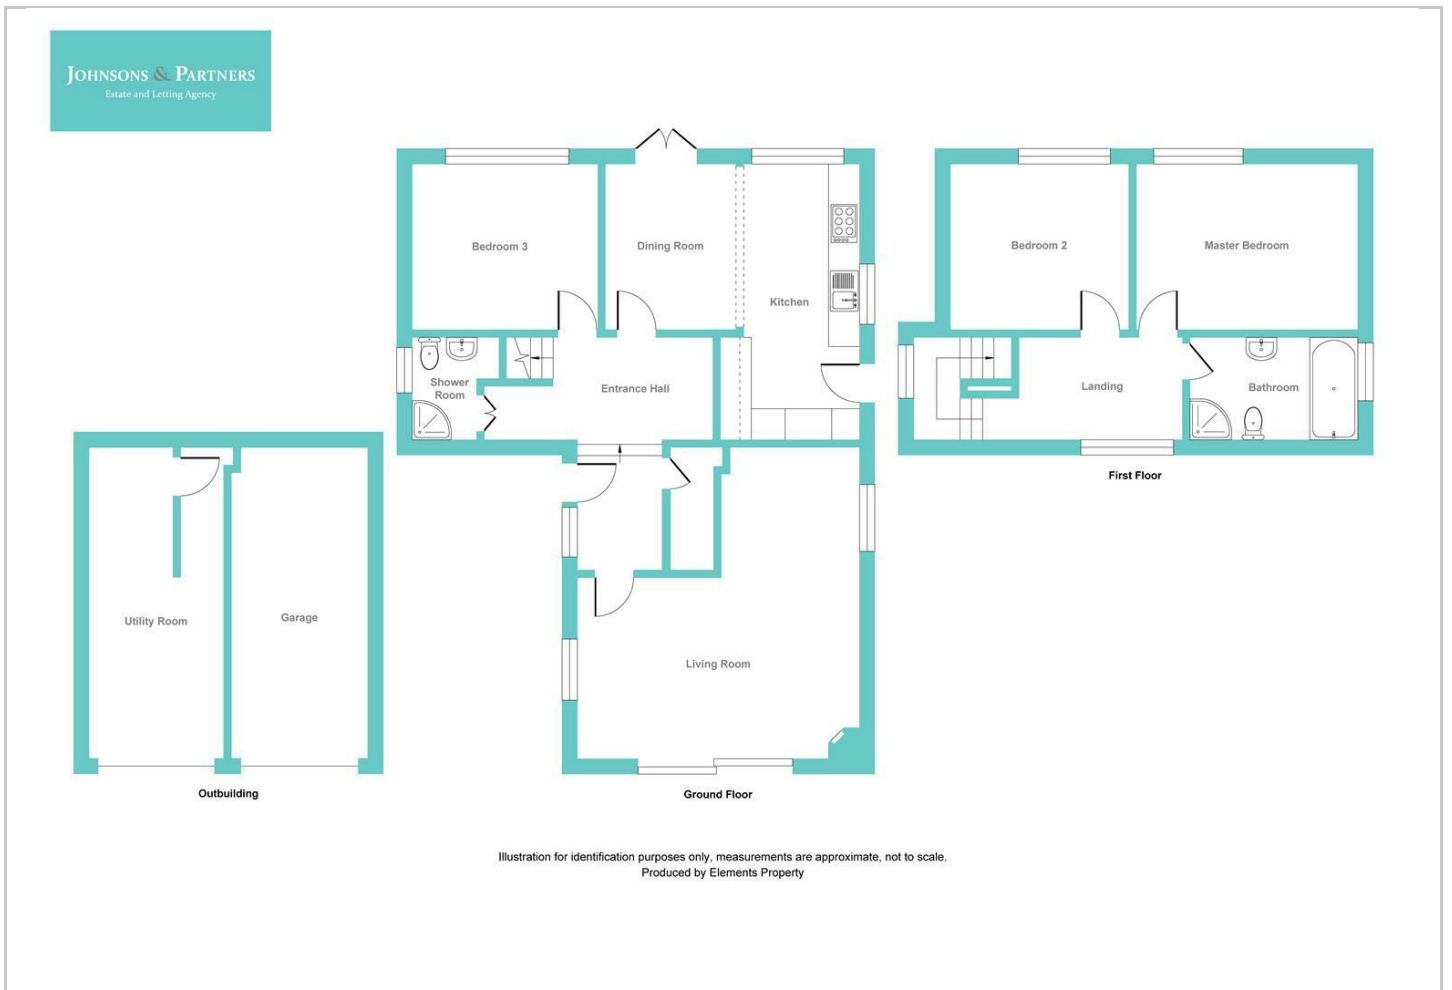 JOHNSONS & PARTNERS
Estate and Letting Agency
Bedroom 3
Dining Room
Kitchen
Shower
Room
Entrance Hall
Living Room
Ground Floor
Bedroom 2
Master Bedroom
Landing
Bathroom
First Floor
Utility Room
Garage
Outbuilding
Illustration for identification purposes only, measurements are approximate, not to scale.
Produced by Elements Property